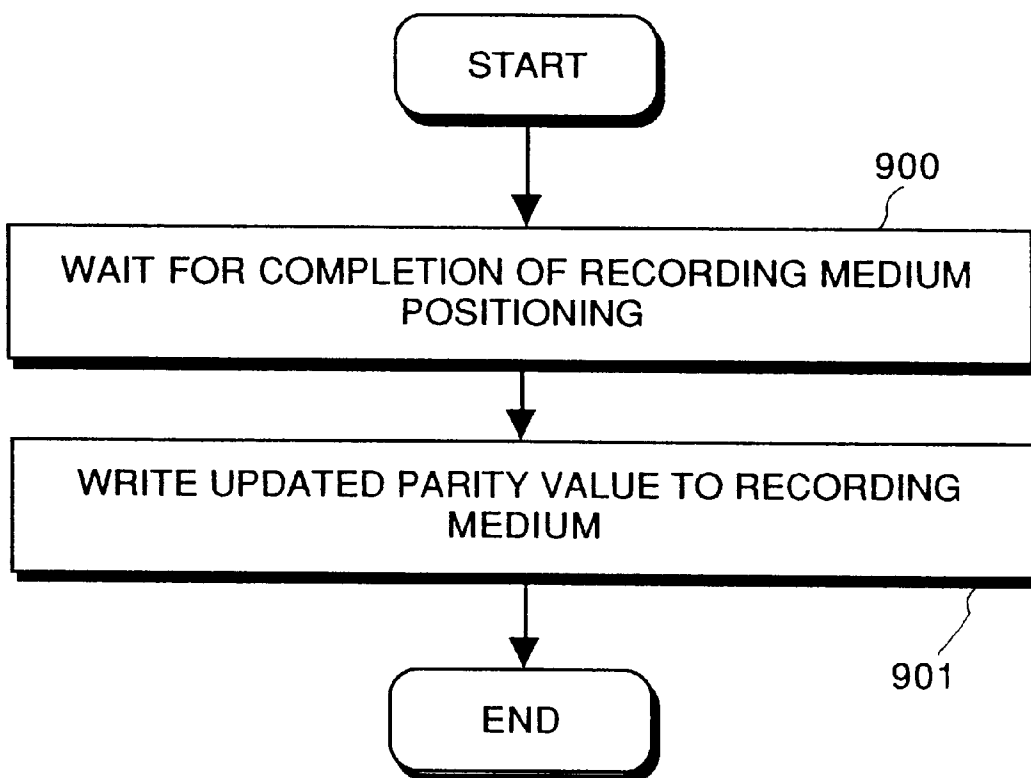 START
900
WAIT FOR COMPLETION OF RECORDING MEDIUM
POSITIONING
WRITE UPDATED PARITY VALUE TO RECORDING
MEDIUM
901
END